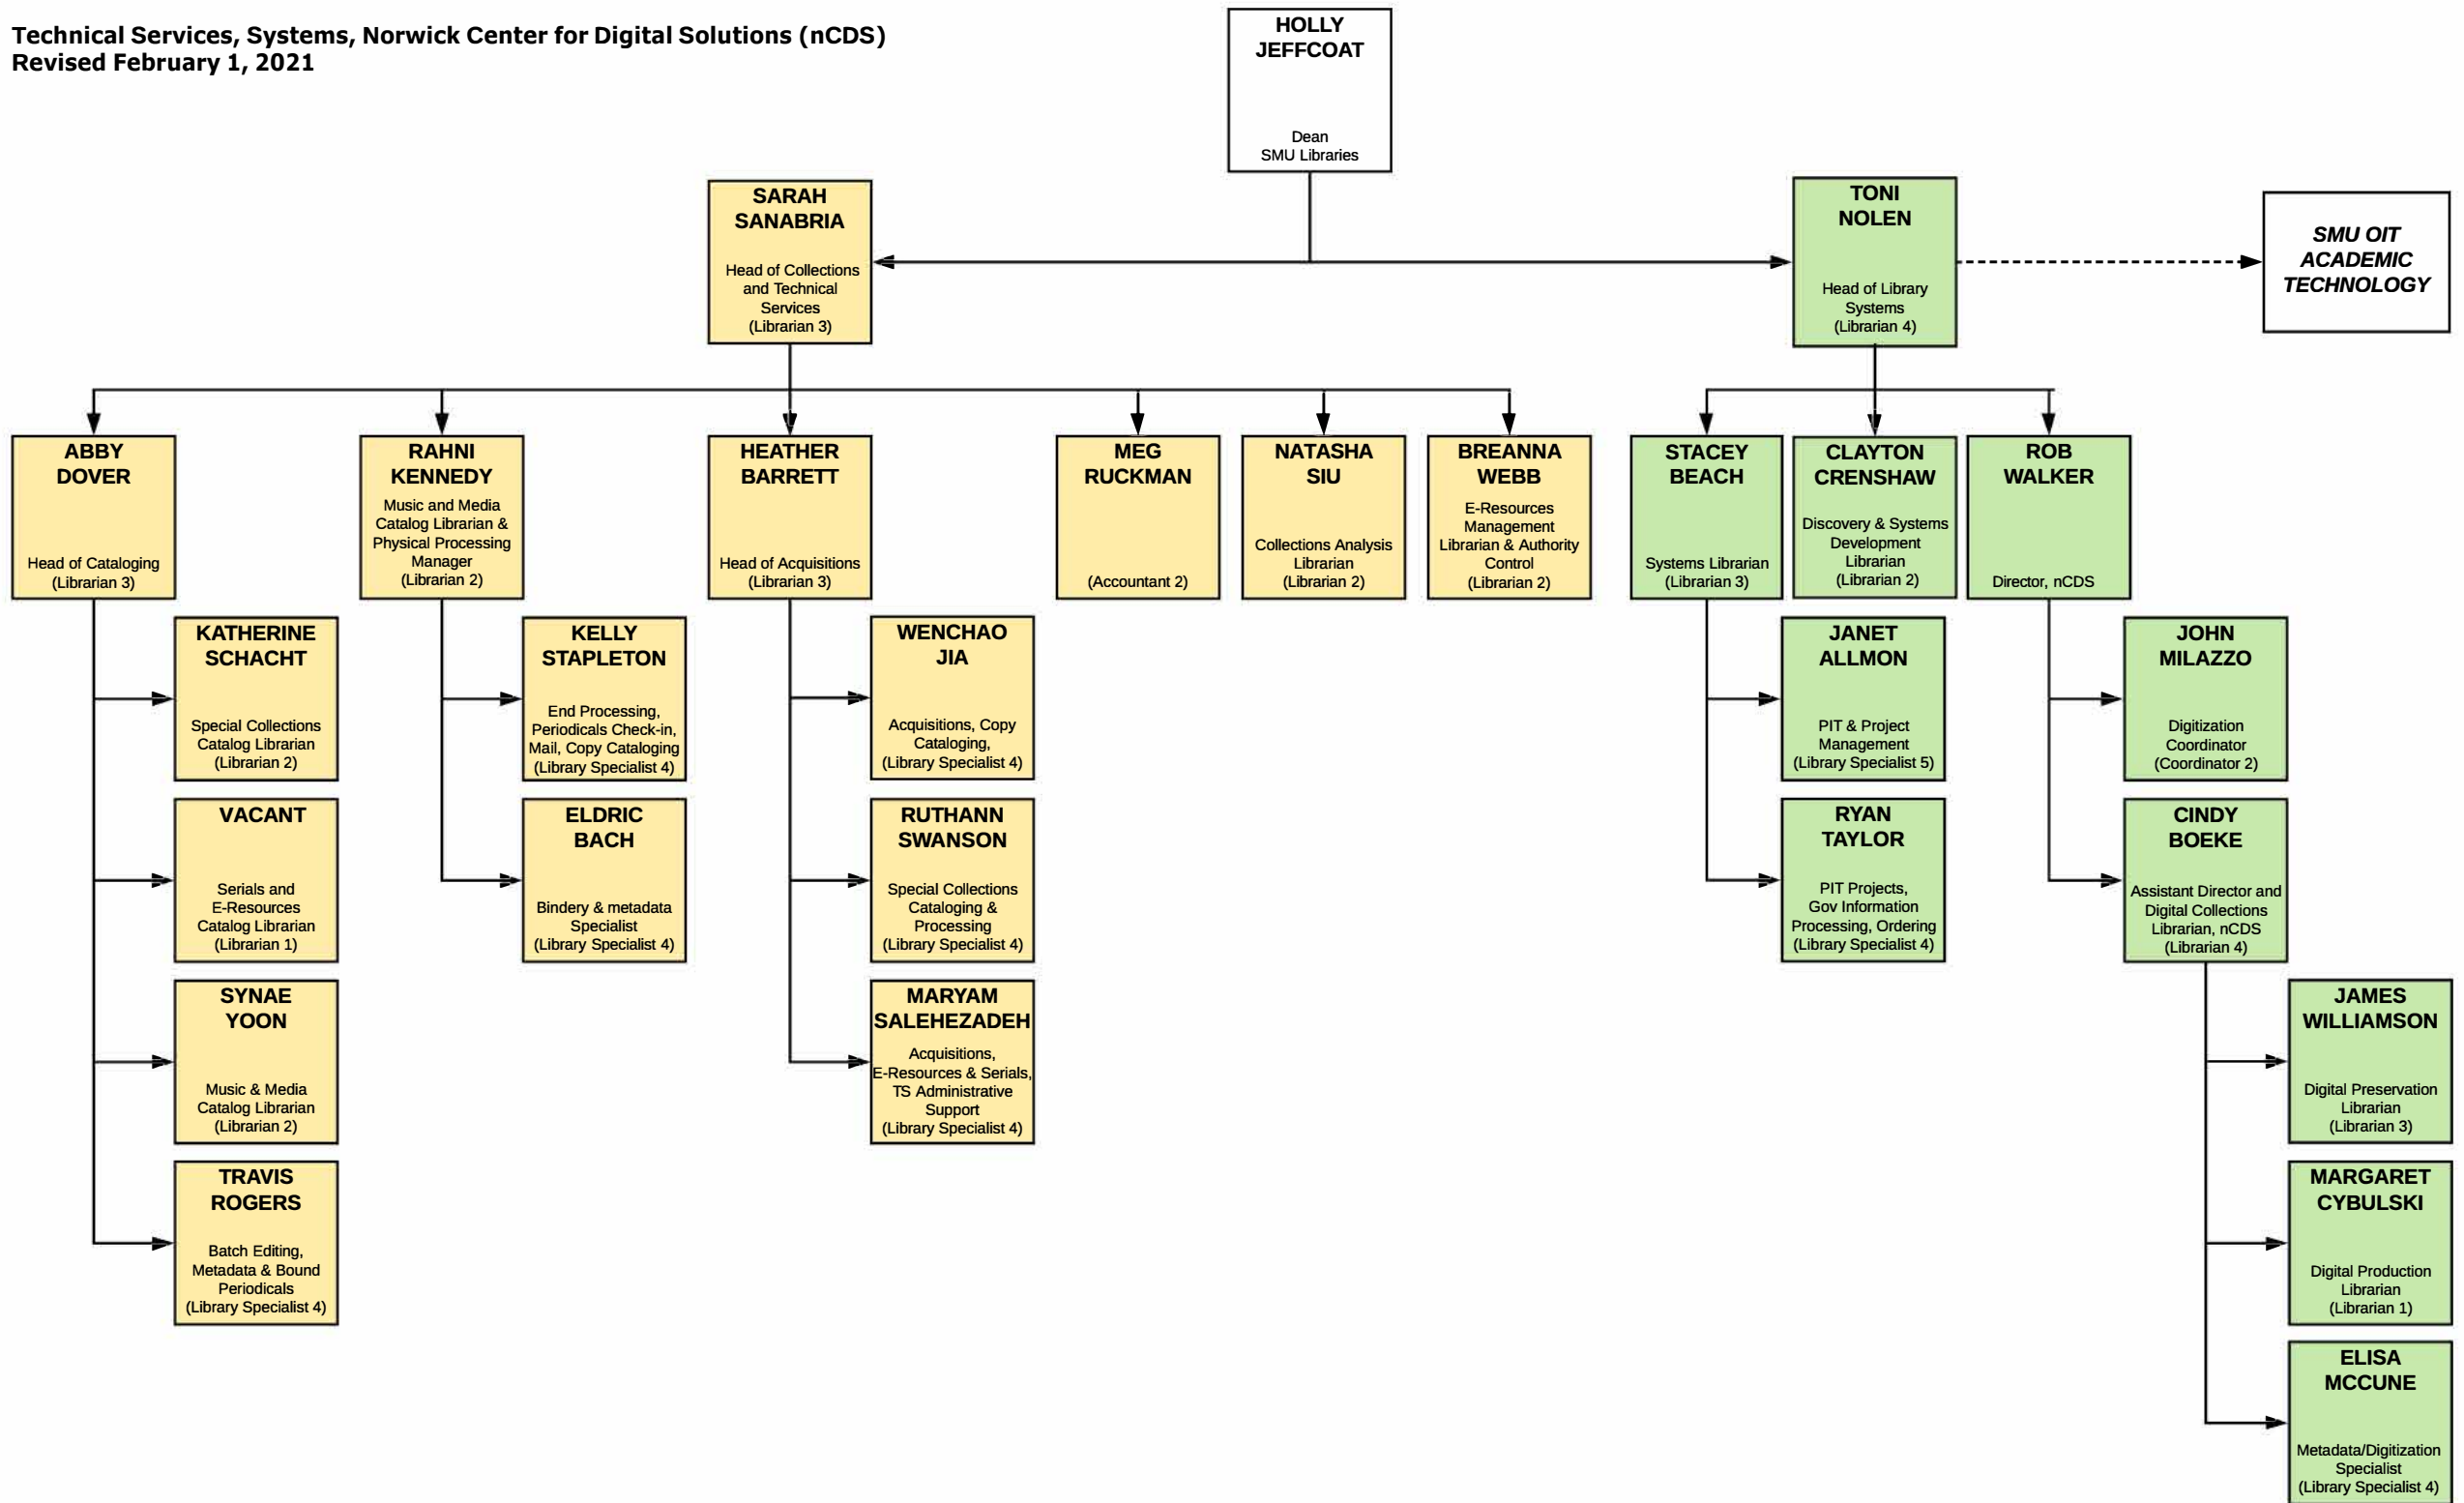 Technical Services, Systems, Norwick Center for Digital Solutions (nCDS)
Revised February 1, 2021
HOLLY
JEFFCOAT
Dean
SMU Libraries
SARAH
SANABRIA
Head of Collections
and Technical
Services
(Librarian 3)
TONI
NOLEN
Head of Library
Systems
(Librarian 4)
SMU OIT
ACADEMIC
TECHNOLOGY
ABBY
DOVER
Head of Cataloging
(Librarian 3)
RAHNI
KENNEDY
Music and Media
Catalog Librarian &
Physical Processing
Manager
(Librarian 2)
HEATHER
BARRETT
Head of Acquisitions
(Librarian 3)
MEG
RUCKMAN
(Accountant 2)
NATASHA
SIU
Collections Analysis
Librarian
(Librarian 2)
BREANNA
WEBB
E-Resources
Management
Librarian & Authority
Control
(Librarian 2)
STACEY
BEACH
Systems Librarian
(Librarian 3)
CLAYTON
CRENSHAW
Discovery & Systems
Development
Librarian
(Librarian 2)
ROB
WALKER
Director, nCDS
KATHERINE
SCHACHT
Special Collections
Catalog Librarian
(Librarian 2)
KELLY
STAPLETON
End Processing,
Periodicals Check-in,
Mail, Copy Cataloging
(Library Specialist 4)
WENCHAO
JIA
Acquisitions, Copy
Cataloging,
(Library Specialist 4)
JANET
ALLMON
PIT & Project
Management
(Library Specialist 5)
JOHN
MILAZZO
Digitization
Coordinator
(Coordinator 2)
VACANT
Serials and
E-Resources
Catalog Librarian
(Librarian 1)
ELDRIC
BACH
Bindery & metadata
Specialist
(Library Specialist 4)
RUTHANN
SWANSON
Special Collections
Cataloging &
Processing
(Library Specialist 4)
RYAN
TAYLOR
PIT Projects,
Gov Information
Processing, Ordering
(Library Specialist 4)
CINDY
BOEKE
Assistant Director and
Digital Collections
Librarian, nCDS
(Librarian 4)
SYNAE
YOON
Music & Media
Catalog Librarian
(Librarian 2)
MARYAM
SALEHEZADEH
Acquisitions,
E-Resources & Serials,
TS Administrative
Support
(Library Specialist 4)
JAMES
WILLIAMSON
Digital Preservation
Librarian
(Librarian 3)
TRAVIS
ROGERS
Batch Editing,
Metadata & Bound
Periodicals
(Library Specialist 4)
MARGARET
CYBULSKI
Digital Production
Librarian
(Librarian 1)
ELISA
MCCUNE
Metadata/Digitization
Specialist
(Library Specialist 4)